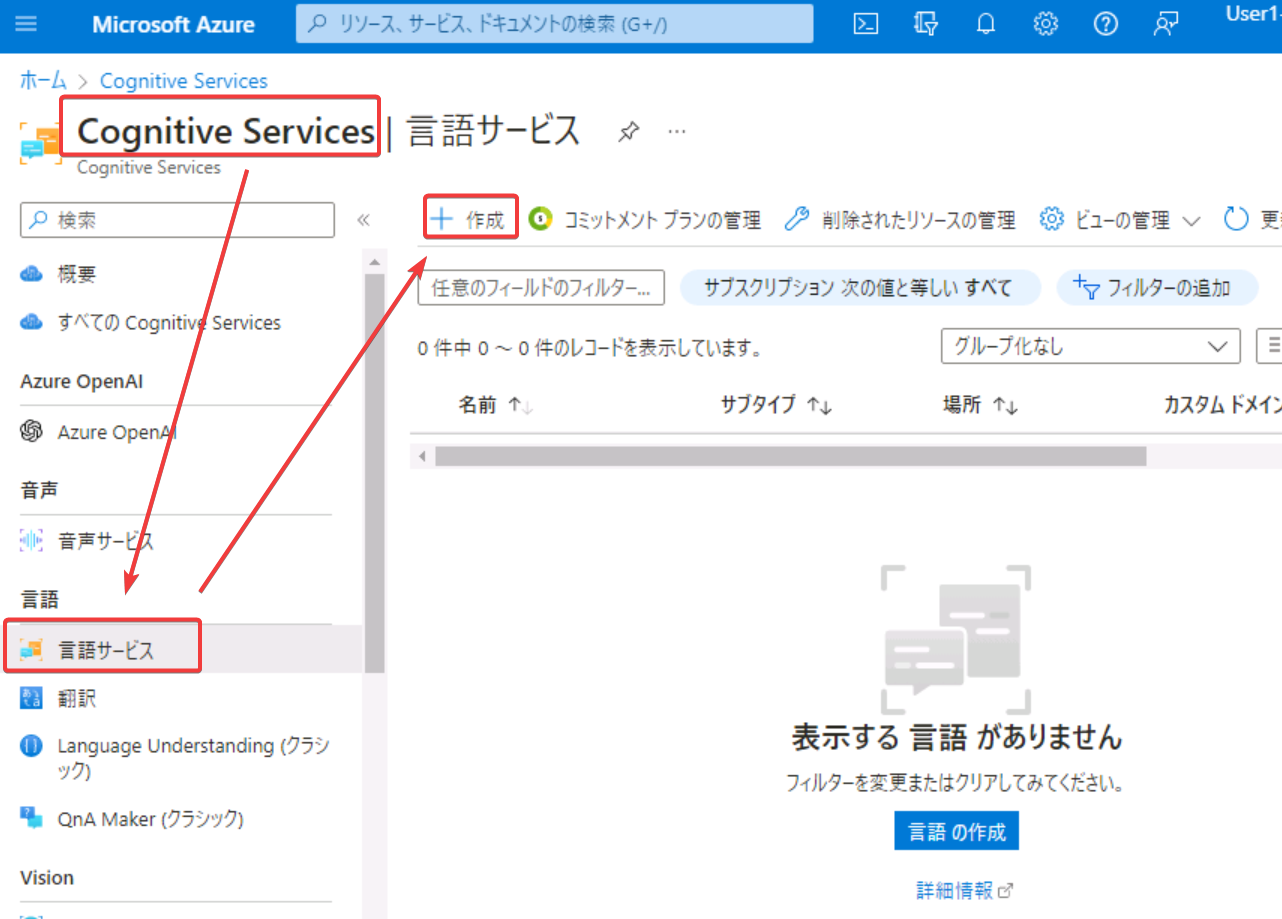 Microsoft Azure
リソース、サービス、ドキュメントの検索 (G+/)
User1-
ホーム > Cognitive Services
Cognitive Services | 言語サービス
Cognitive Services
検索
概要
すべての Cognitive Services
Azure OpenAI
Azure OpenAI
音声
音声サービス
言語
言語サービス
翻訳
Language Understanding (クラシ
ック)
QnA Maker (クラシック)
Vision
作成
コミットメント プランの管理
削除されたリソースの管理
ビューの管理
任意のフィールドのフィルター...
サブスクリプション 次の値と等しい すべて
フィルターの追加
0 件中 0 ～ 0 件のレコードを表示しています。
グループ化なし
名前 ↑↓
サブタイプ ↑↓
場所 ↑↓
カスタム ドメイン
表示する 言語 がありません
フィルターを変更またはクリアしてみてください。
言語 の作成
詳細情報